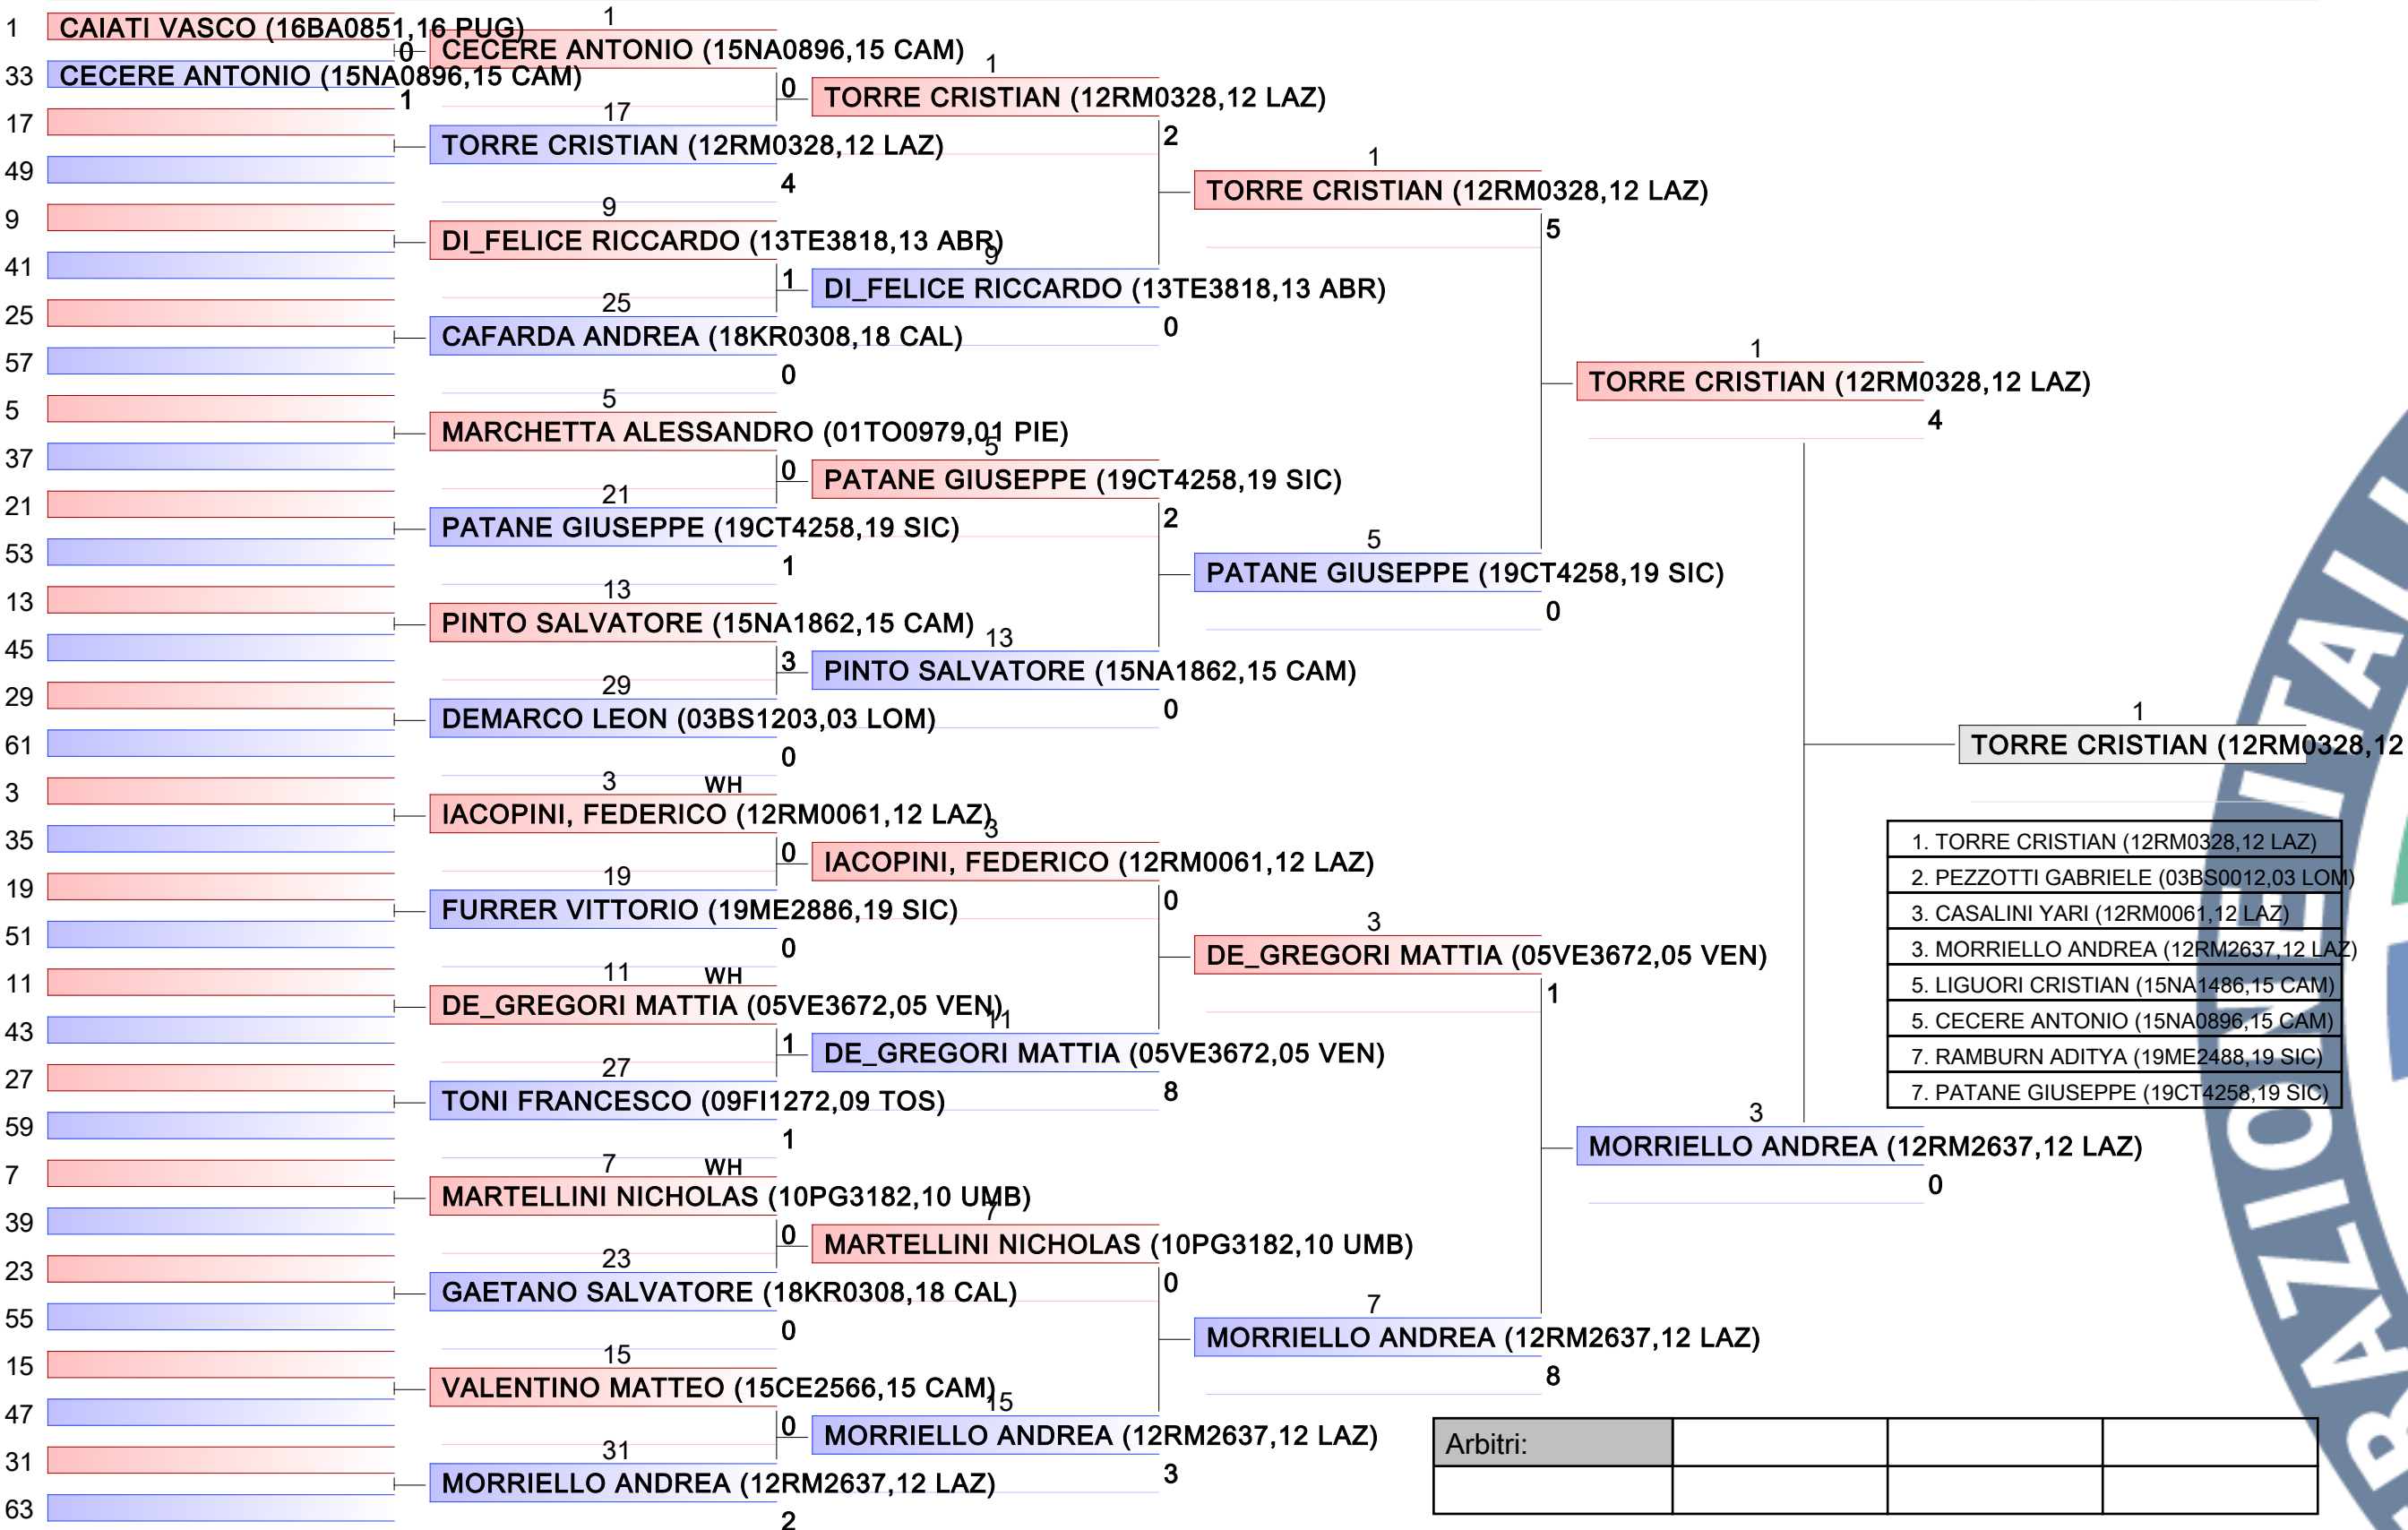 1 CAIATI VASCO (16BA0851,16 PUG)
0
33 CECERE ANTONIO (15NA0896,15 CAM)
1
17
49
9
41
25
57
5
37
21
53
13
45
29
61
3
35
19
51
11
43
27
59
7
39
23
55
15
47
31
63
1
CECERE ANTONIO (15NA0896,15 CAM)
0
17
TORRE CRISTIAN (12RM0328,12 LAZ)
4
9
DI_FELICE RICCARDO (13TE3818,13 ABR)
1
25
CAFARDA ANDREA (18KR0308,18 CAL)
0
5
MARCHETTA ALESSANDRO (01TO0979,01 PIE)
0
21
PATANE GIUSEPPE (19CT4258,19 SIC)
1
13
PINTO SALVATORE (15NA1862,15 CAM)
3
29
DEMARCO LEON (03BS1203,03 LOM)
0
3 WH
IACOPINI, FEDERICO (12RM0061,12 LAZ)
0
19
FURRER VITTORIO (19ME2886,19 SIC)
0
11 WH
DE_GREGORI MATTIA (05VE3672,05 VEN)
1
27
TONI FRANCESCO (09FI1272,09 TOS)
1
7 WH
MARTELLINI NICHOLAS (10PG3182,10 UMB)
0
23
GAETANO SALVATORE (18KR0308,18 CAL)
0
15
VALENTINO MATTEO (15CE2566,15 CAM)
0
31
MORRIELLO ANDREA (12RM2637,12 LAZ)
2
1
TORRE CRISTIAN (12RM0328,12 LAZ)
2
9
DI_FELICE RICCARDO (13TE3818,13 ABR)
0
5
PATANE GIUSEPPE (19CT4258,19 SIC)
2
13
PINTO SALVATORE (15NA1862,15 CAM)
0
3
IACOPINI, FEDERICO (12RM0061,12 LAZ)
0
11
DE_GREGORI MATTIA (05VE3672,05 VEN)
8
7
MARTELLINI NICHOLAS (10PG3182,10 UMB)
0
15
MORRIELLO ANDREA (12RM2637,12 LAZ)
3
1
TORRE CRISTIAN (12RM0328,12 LAZ)
5
5
PATANE GIUSEPPE (19CT4258,19 SIC)
0
3
DE_GREGORI MATTIA (05VE3672,05 VEN)
1
7
MORRIELLO ANDREA (12RM2637,12 LAZ)
8
1
TORRE CRISTIAN (12RM0328,12 LAZ)
4
3
MORRIELLO ANDREA (12RM2637,12 LAZ)
0
1
TORRE CRISTIAN (12RM0328,12
1. TORRE CRISTIAN (12RM0328,12 LAZ)
2. PEZZOTTI GABRIELE (03BS0012,03 LOM)
3. CASALINI YARI (12RM0061,12 LAZ)
3. MORRIELLO ANDREA (12RM2637,12 LAZ)
5. LIGUORI CRISTIAN (15NA1486,15 CAM)
5. CECERE ANTONIO (15NA0896,15 CAM)
7. RAMBURN ADITYA (19ME2488,19 SIC)
7. PATANE GIUSEPPE (19CT4258,19 SIC)
Arbitri:
RAZIONE ITALI